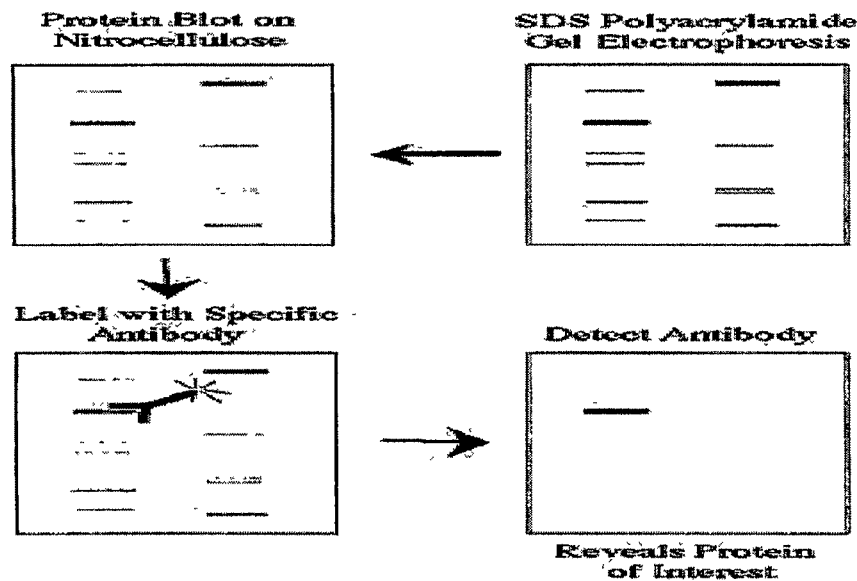 Protein Blot on
Nitrocellulose
SDS Polyacrylamide
Gel Electrophoresis
Label with Specific
Antibody
Detect Antibody
Reveals Protein
of Interest